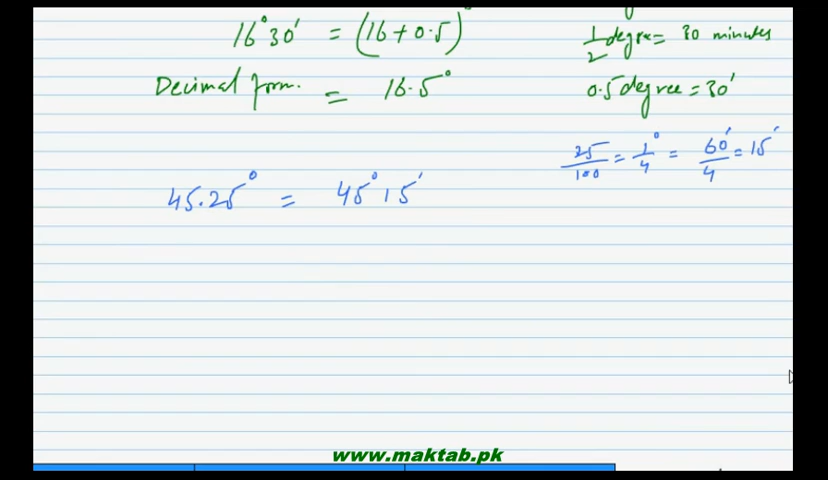 16°30′ = (16 + 0.5)°
1/2 degree = 30 minutes
Decimal form. = 16.5°
0.5 degree = 30′
25/100 = 1/4° = 60′/4 = 15′
45.25° = 45°15′
www.maktab.pk